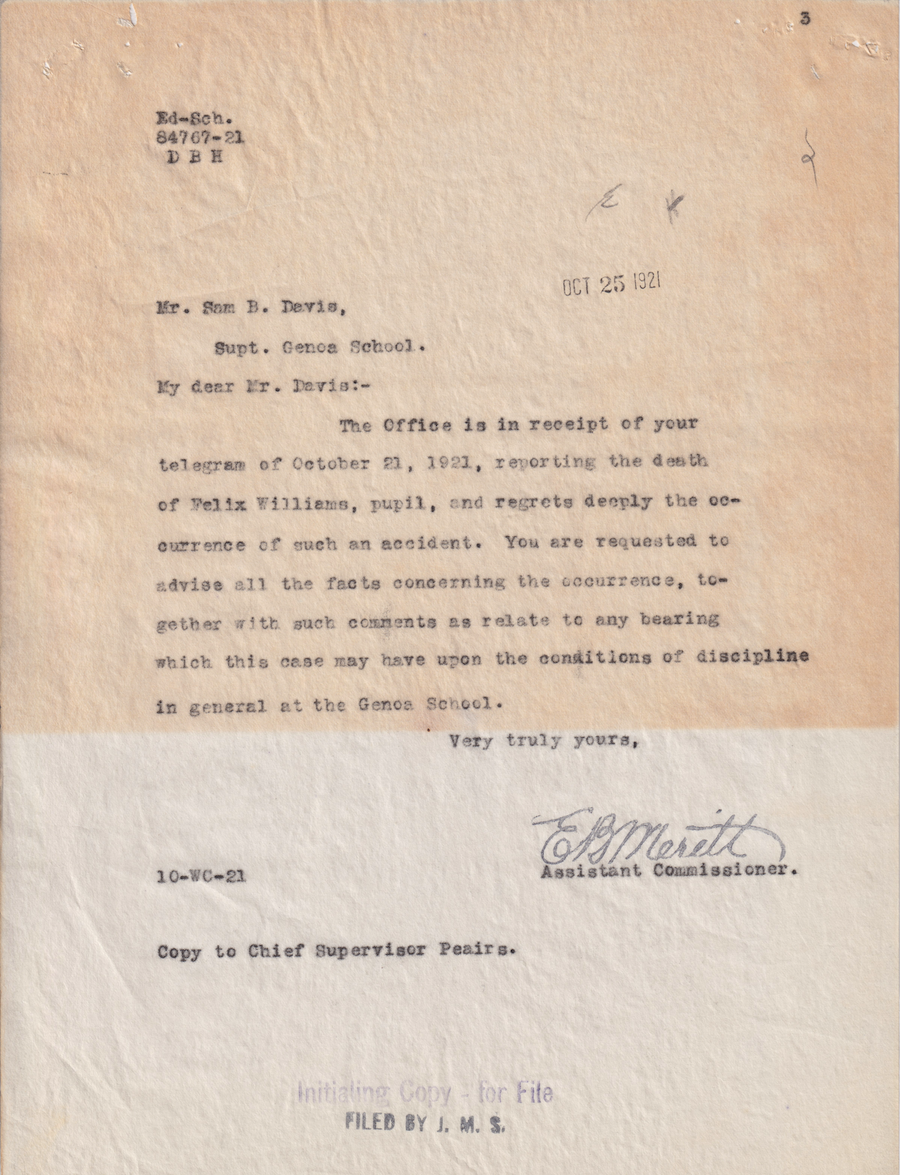 3
Ed-Sch.
84767-21
D B H
OCT 25 1921
Mr. Sam B. Davis,
Supt. Genoa School.
My dear Mr. Davis:-
The Office is in receipt of your
telegram of October 21, 1921, reporting the death
of Felix Williams, pupil, and regrets deeply the oc-
currence of such an accident. You are requested to
advise all the facts concerning the occurrence, to-
gether with such comments as relate to any bearing
which this case may have upon the conditions of discipline
in general at the Genoa School.
Very truly yours,
E B Meritt
Assistant Commissioner.
10-WC-21
Copy to Chief Supervisor Peairs.
Initialing Copy - for File
FILED BY J. M. S.